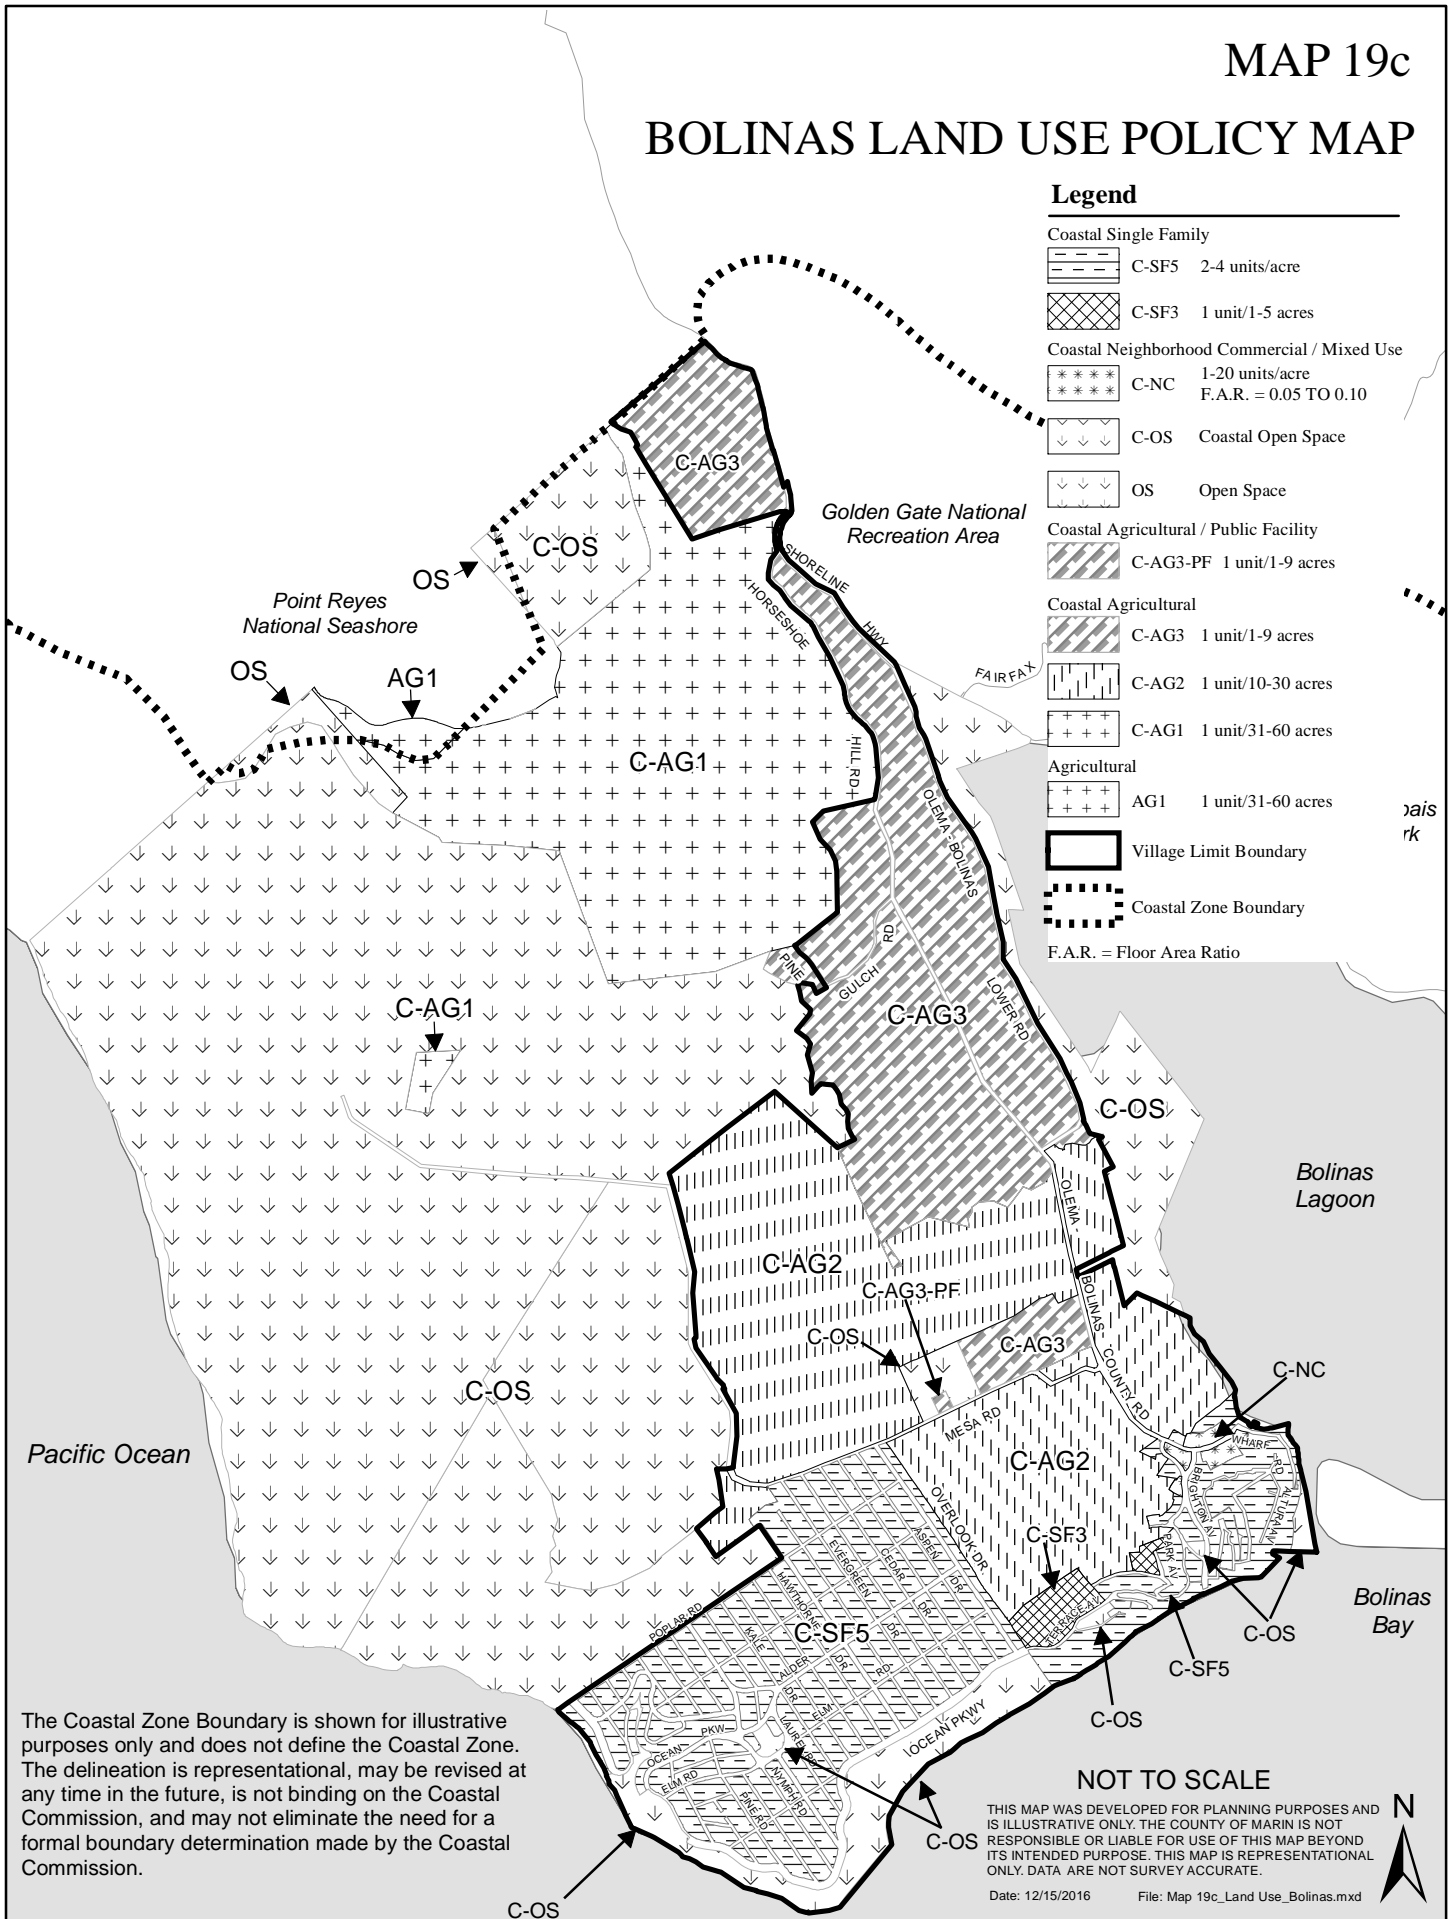 MAP 19c
BOLINAS LAND USE POLICY MAP
Legend
Coastal Single Family
C-SF5 2-4 units/acre
C-SF3 1 unit/1-5 acres
Coastal Neighborhood Commercial / Mixed Use
C-NC 1-20 units/acre
F.A.R. = 0.05 TO 0.10
C-OS Coastal Open Space
OS Open Space
Coastal Agricultural / Public Facility
C-AG3-PF 1 unit/1-9 acres
Coastal Agricultural
C-AG3 1 unit/1-9 acres
C-AG2 1 unit/10-30 acres
C-AG1 1 unit/31-60 acres
Agricultural
AG1 1 unit/31-60 acres
Village Limit Boundary
Coastal Zone Boundary
F.A.R. = Floor Area Ratio
C-AG3
Golden Gate National
Recreation Area
C-OS
OS
SHORELINE
HWY
HORSESHOE
HILL RD
Point Reyes
National Seashore
OS
AG1
FAIRFAX
C-AG1
OLEMA - BOLINAS
LOWER RD
PINE
GULCH
RD
C-AG3
C-AG1
C-OS
Bolinas
Lagoon
OLEMA -
BOLINAS
COUNTY RD
C-AG2
C-AG3-PF
C-OS
C-AG3
C-NC
C-OS
MESA RD
WHARF
RD
BRIGHTON AV
ALTURA AV
PARK AV
Pacific Ocean
C-AG2
OVERLOOK DR.
C-SF3
TERRACE AV
ASPEN
DR
CEDAR
DR
EVERGREEN
DR
HAWTHORNE
DR
KALE
ALDER
RD
DR
ELM
POPLAR RD
C-SF5
LAUREL RD
OCEAN
PKW
ELM RD
NYMPH RD
PINE RD
OCEAN PKWY
Bolinas
Bay
C-OS
C-SF5
C-OS
C-OS
C-OS
The Coastal Zone Boundary is shown for illustrative
purposes only and does not define the Coastal Zone.
The delineation is representational, may be revised at
any time in the future, is not binding on the Coastal
Commission, and may not eliminate the need for a
formal boundary determination made by the Coastal
Commission.
NOT TO SCALE
THIS MAP WAS DEVELOPED FOR PLANNING PURPOSES AND
IS ILLUSTRATIVE ONLY. THE COUNTY OF MARIN IS NOT
RESPONSIBLE OR LIABLE FOR USE OF THIS MAP BEYOND
ITS INTENDED PURPOSE. THIS MAP IS REPRESENTATIONAL
ONLY. DATA ARE NOT SURVEY ACCURATE.
Date: 12/15/2016 File: Map 19c_Land Use_Bolinas.mxd
N